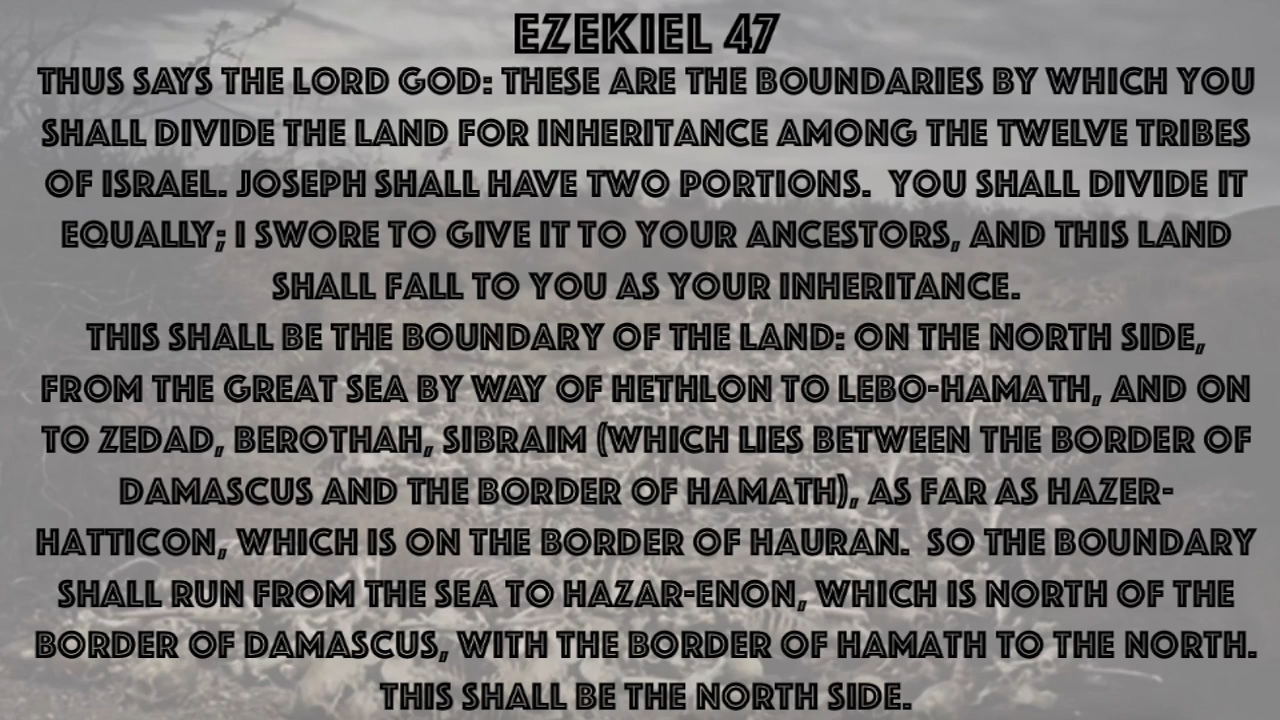 EZEKIEL 47
THUS SAYS THE LORD GOD: THESE ARE THE BOUNDARIES BY WHICH YOU
SHALL DIVIDE THE LAND FOR INHERITANCE AMONG THE TWELVE TRIBES
OF ISRAEL. JOSEPH SHALL HAVE TWO PORTIONS.  YOU SHALL DIVIDE IT
EQUALLY; I SWORE TO GIVE IT TO YOUR ANCESTORS, AND THIS LAND
SHALL FALL TO YOU AS YOUR INHERITANCE.
THIS SHALL BE THE BOUNDARY OF THE LAND: ON THE NORTH SIDE,
FROM THE GREAT SEA BY WAY OF HETHLON TO LEBO-HAMATH, AND ON
TO ZEDAD, BEROTHAH, SIBRAIM (WHICH LIES BETWEEN THE BORDER OF
DAMASCUS AND THE BORDER OF HAMATH), AS FAR AS HAZER-
HATTICON, WHICH IS ON THE BORDER OF HAURAN.  SO THE BOUNDARY
SHALL RUN FROM THE SEA TO HAZAR-ENON, WHICH IS NORTH OF THE
BORDER OF DAMASCUS, WITH THE BORDER OF HAMATH TO THE NORTH.
THIS SHALL BE THE NORTH SIDE.